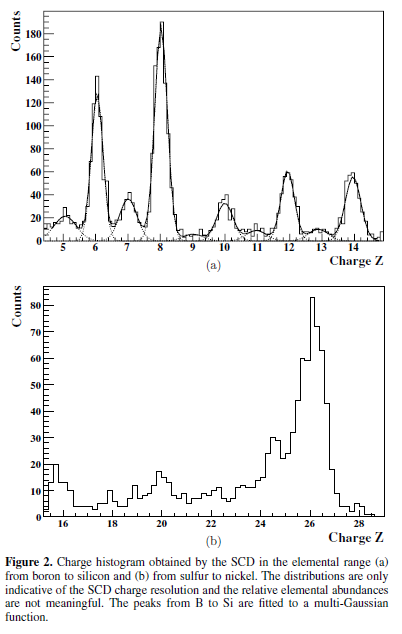 Counts
180
160
140
120
100
80
60
40
20
0
5 6 7 8 9 10 11 12 13 14
Charge Z
(a)
Counts
80
70
60
50
40
30
20
10
0
16 18 20 22 24 26 28
Charge Z
(b)
Figure 2. Charge histogram obtained by the SCD in the elemental range (a)
from boron to silicon and (b) from sulfur to nickel. The distributions are only
indicative of the SCD charge resolution and the relative elemental abundances
are not meaningful. The peaks from B to Si are fitted to a multi-Gaussian
function.